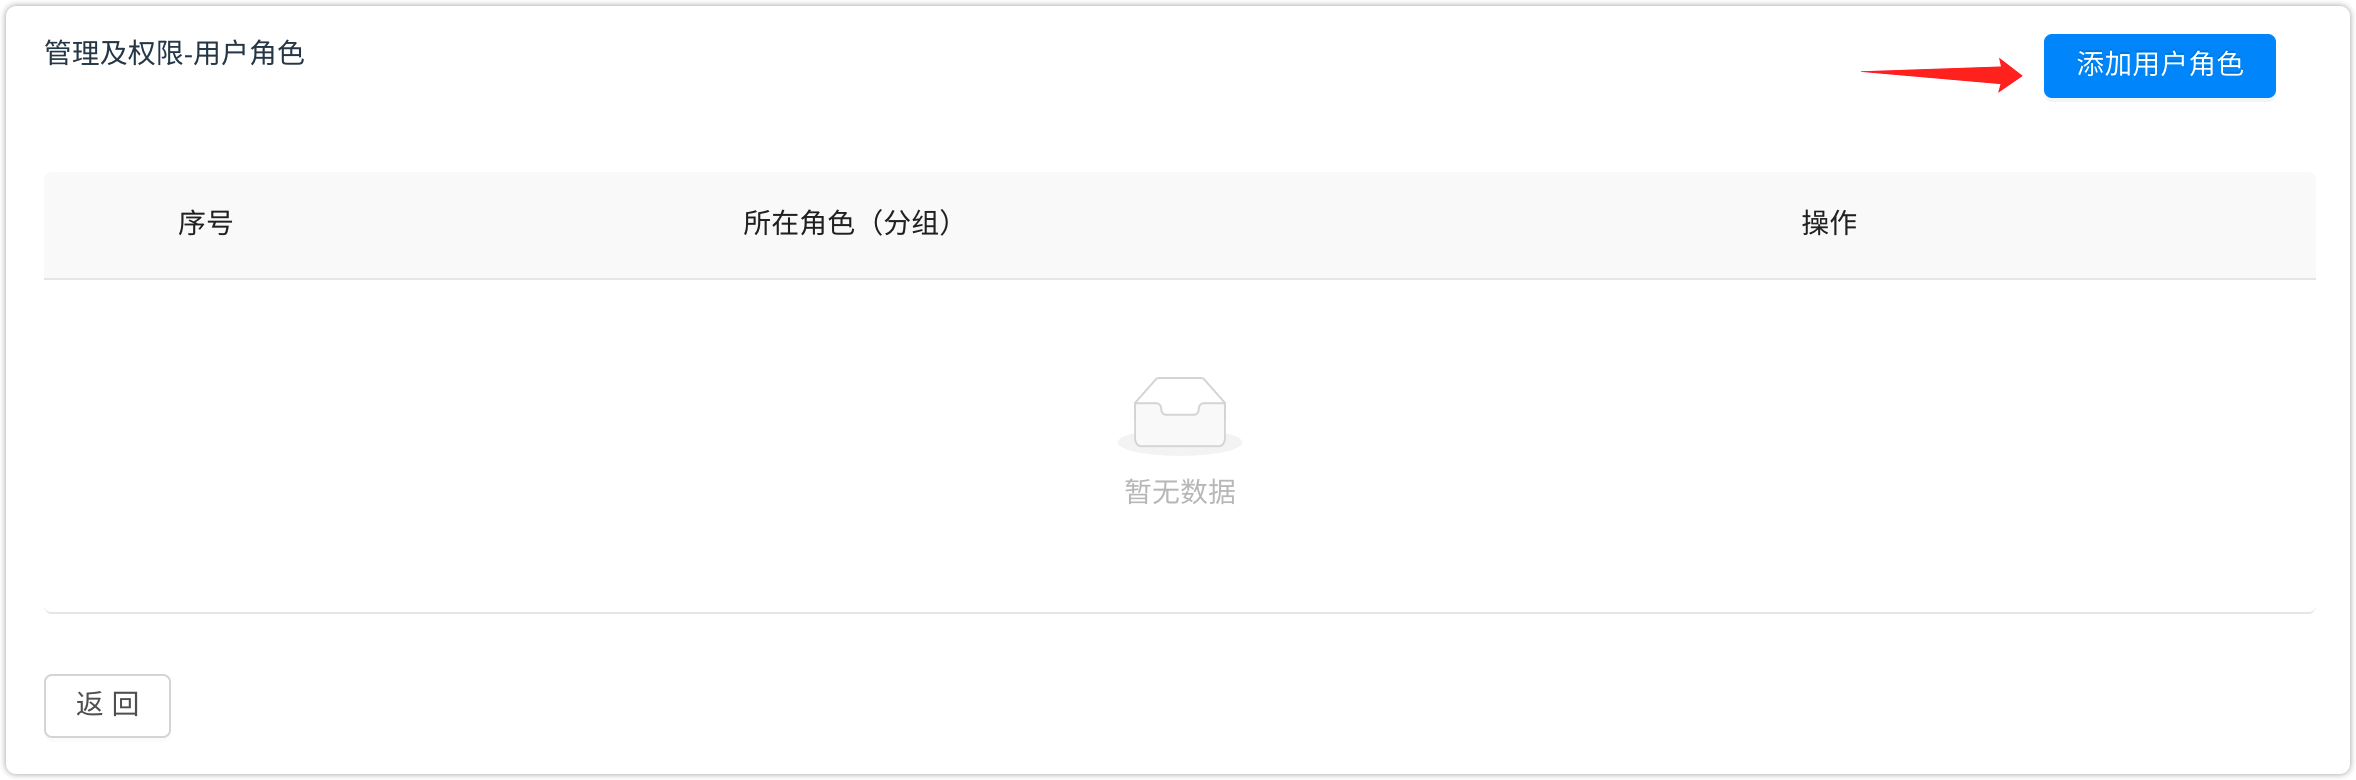 管理及权限-用户角色
添加用户角色
序号 所在角色（分组） 操作
暂无数据
返 回